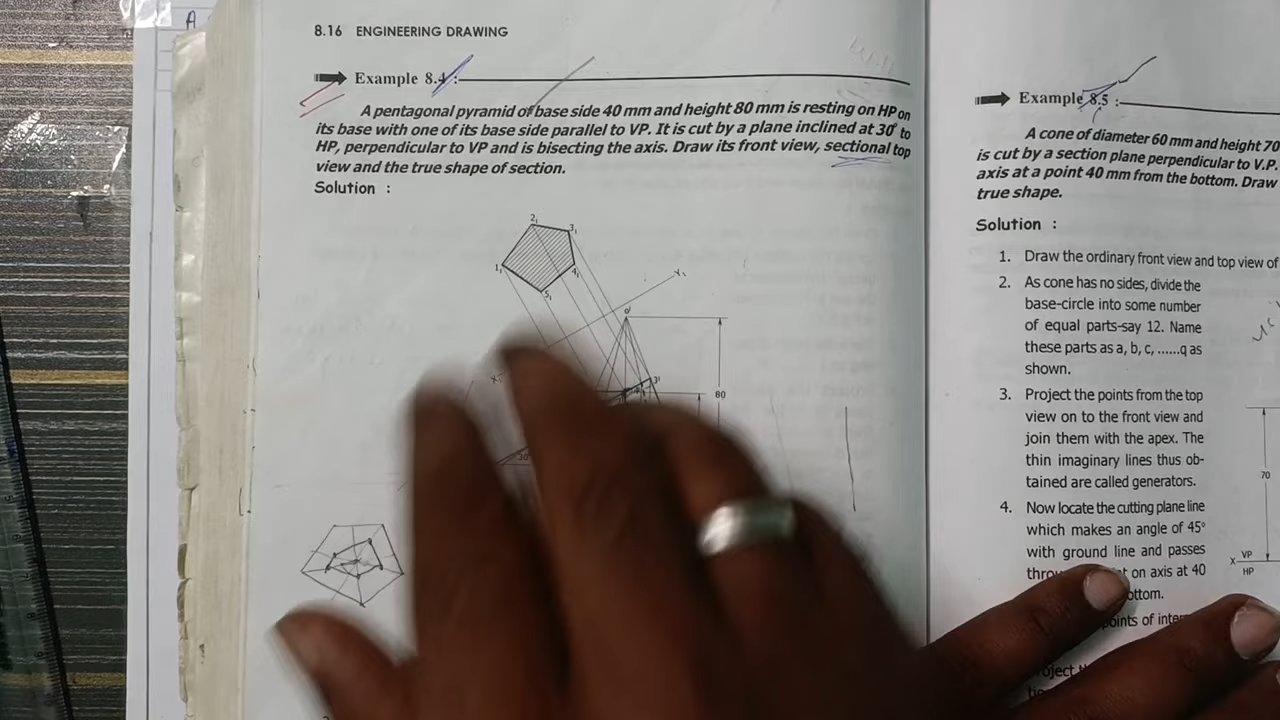 A
8.16 ENGINEERING DRAWING
Example 8.4 :
A pentagonal pyramid of base side 40 mm and height 80 mm is resting on HP on
its base with one of its base side parallel to VP. It is cut by a plane inclined at 30° to
HP, perpendicular to VP and is bisecting the axis. Draw its front view, sectional top
view and the true shape of section.
Solution :
2₁
3₁
1₁
4₁
5₁
X₁
o'
3'
80
30°
Example 8.5 :
A cone of diameter 60 mm and height 70
is cut by a section plane perpendicular to V.P.
axis at a point 40 mm from the bottom. Draw
true shape.
Solution :
1. Draw the ordinary front view and top view of
2. As cone has no sides, divide the
base-circle into some number
of equal parts-say 12. Name
these parts as a, b, c, ......q as
shown.
3. Project the points from the top
view on to the front view and
join them with the apex. The
thin imaginary lines thus ob-
tained are called generators.
4. Now locate the cutting plane line
which makes an angle of 45°
with ground line and passes
on axis at 40
70
X VP
HP